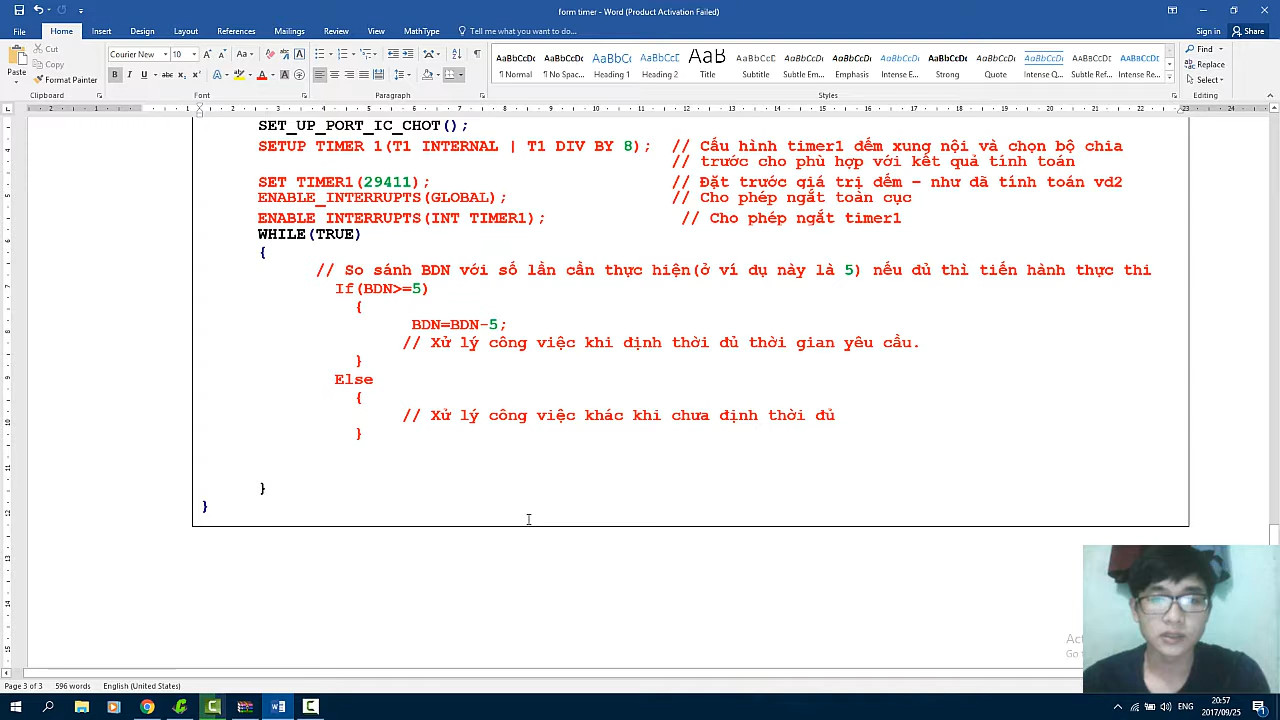 form timer - Word (Product Activation Failed)
File Home Insert Design Layout References Mailings Review View MathType Tell me what you want to do... Sign in Share
Paste Cut Copy Format Painter Clipboard
Courier New 10 Font
Paragraph
AaBbCcDc ¶ Normal
AaBbCcDc ¶ No Spac...
AaBbCc Heading 1
AaBbCcC Heading 2
AaB Title
AaBbCcC Subtitle
AaBbCcDc Subtle Em...
AaBbCcDc Emphasis
AaBbCcDc Intense E...
AaBbCcDc Strong
AaBbCcDc Quote
AaBbCcDc Intense Q...
AaBbCcDc Subtle Ref...
AaBbCcDc Intense Re...
Styles
Find Replace Select Editing
SET_UP_PORT_IC_CHOT();
SETUP TIMER 1(T1 INTERNAL | T1 DIV BY 8); // Cấu hình timer1 đếm xung nội và chọn bộ chia
// trước cho phù hợp với kết quả tính toán
SET TIMER1(29411); // Đặt trước giá trị đếm – như đã tính toán vd2
ENABLE_INTERRUPTS(GLOBAL); // Cho phép ngắt toàn cục
ENABLE INTERRUPTS(INT TIMER1); // Cho phép ngắt timer1
WHILE(TRUE)
{
// So sánh BDN với số lần cần thực hiện(ở ví dụ này là 5) nếu đủ thì tiến hành thực thi
If(BDN>=5)
{
BDN=BDN-5;
// Xử lý công việc khi định thời đủ thời gian yêu cầu.
}
Else
{
// Xử lý công việc khác khi chưa định thời đủ
}
}
}
Page 3 of 3 596 words English (United States)
ENG
20:57
2017/09/25